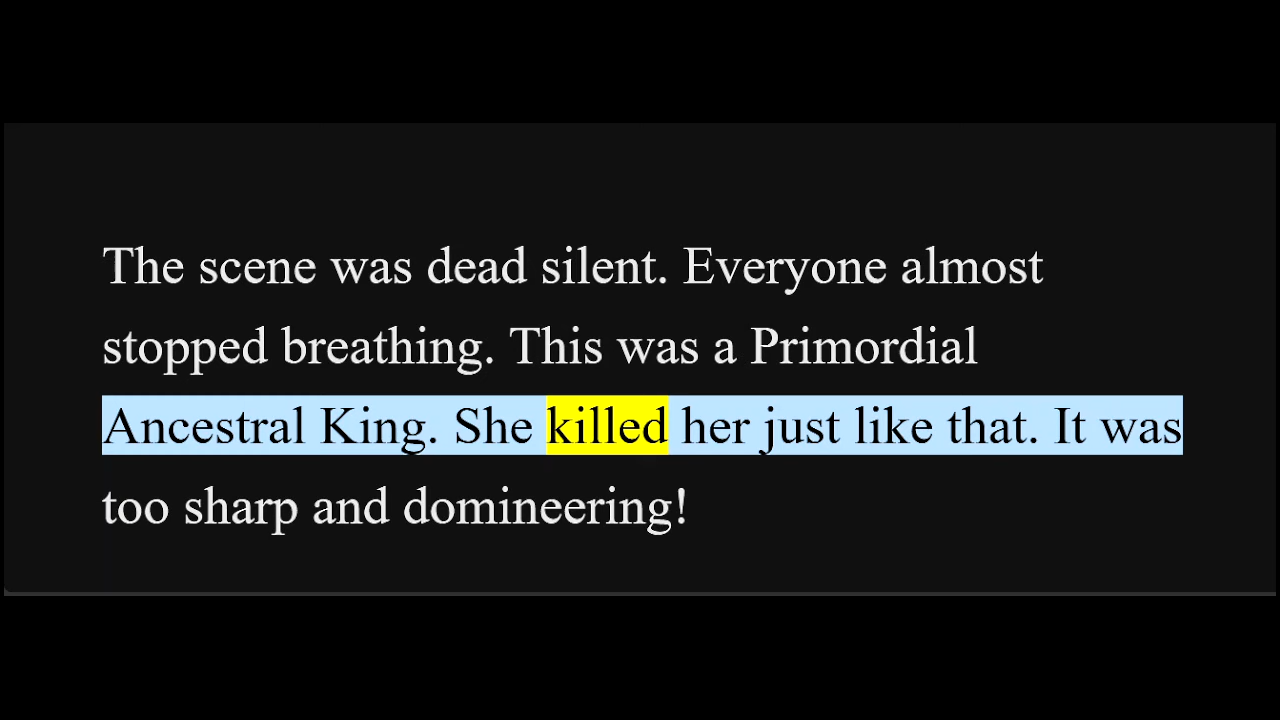 The scene was dead silent. Everyone almost
stopped breathing. This was a Primordial
Ancestral King. She killed her just like that. It was
too sharp and domineering!